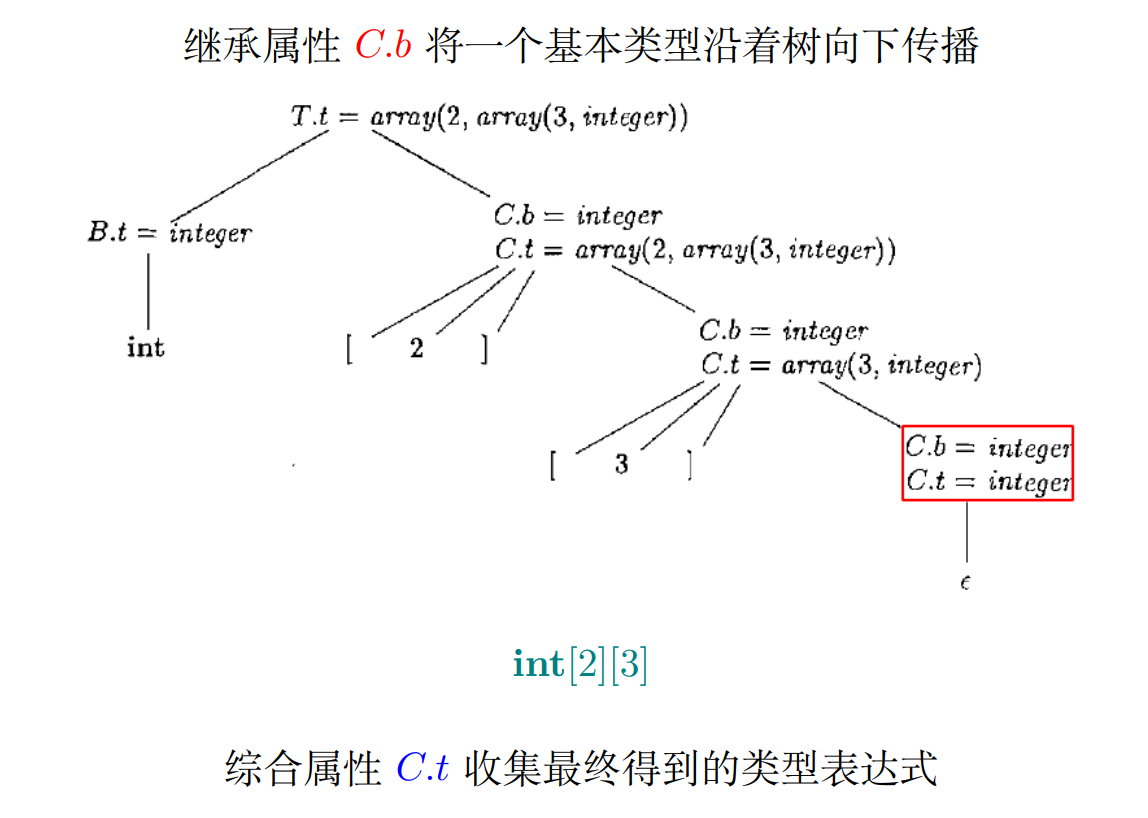 继承属性 C.b 将一个基本类型沿着树向下传播
T.t = array(2, array(3, integer))
B.t = integer
C.b = integer
C.t = array(2, array(3, integer))
int
[ 2 ]
C.b = integer
C.t = array(3, integer)
[ 3 ]
C.b = integer
C.t = integer
ϵ
int[2][3]
综合属性 C.t 收集最终得到的类型表达式